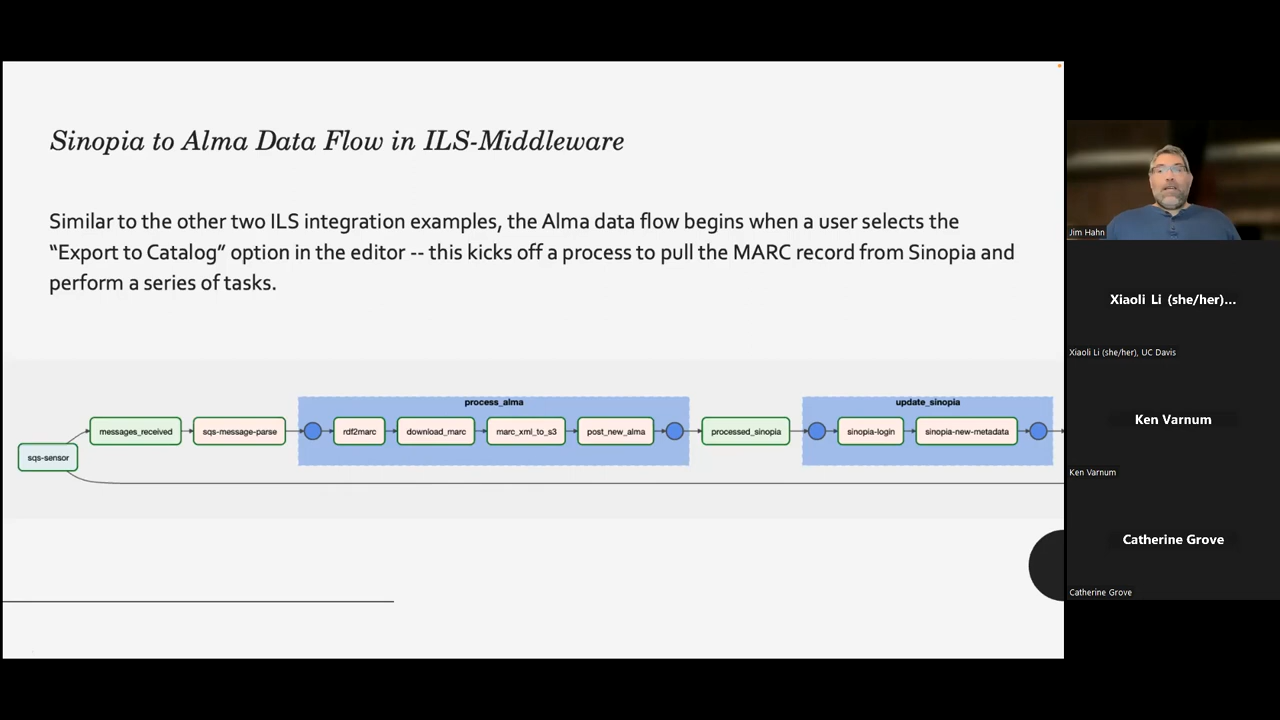 Sinopia to Alma Data Flow in ILS-Middleware
Similar to the other two ILS integration examples, the Alma data flow begins when a user selects the
“Export to Catalog” option in the editor -- this kicks off a process to pull the MARC record from Sinopia and
perform a series of tasks.
process_alma
update_sinopia
messages_received
sqs-message-parse
rdf2marc
download_marc
marc_xml_to_s3
post_new_alma
processed_sinopia
sinopia-login
sinopia-new-metadata
sqs-sensor
Jim Hahn
Xiaoli Li (she/her)...
Xiaoli Li (she/her), UC Davis
Ken Varnum
Ken Varnum
Catherine Grove
Catherine Grove